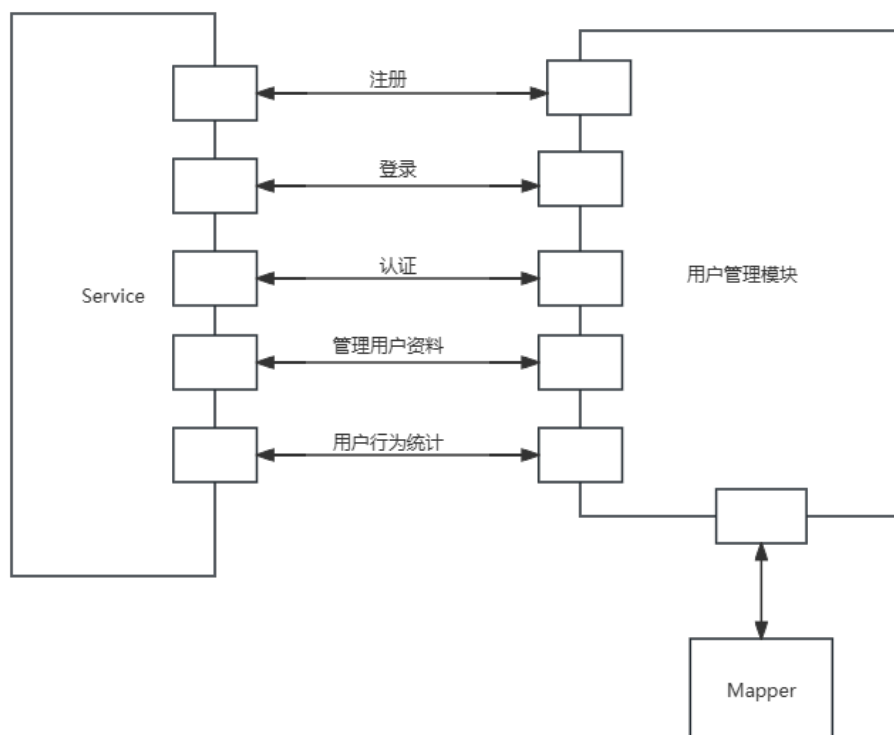 注册
登录
认证
用户管理模块
Service
管理用户资料
用户行为统计
Mapper